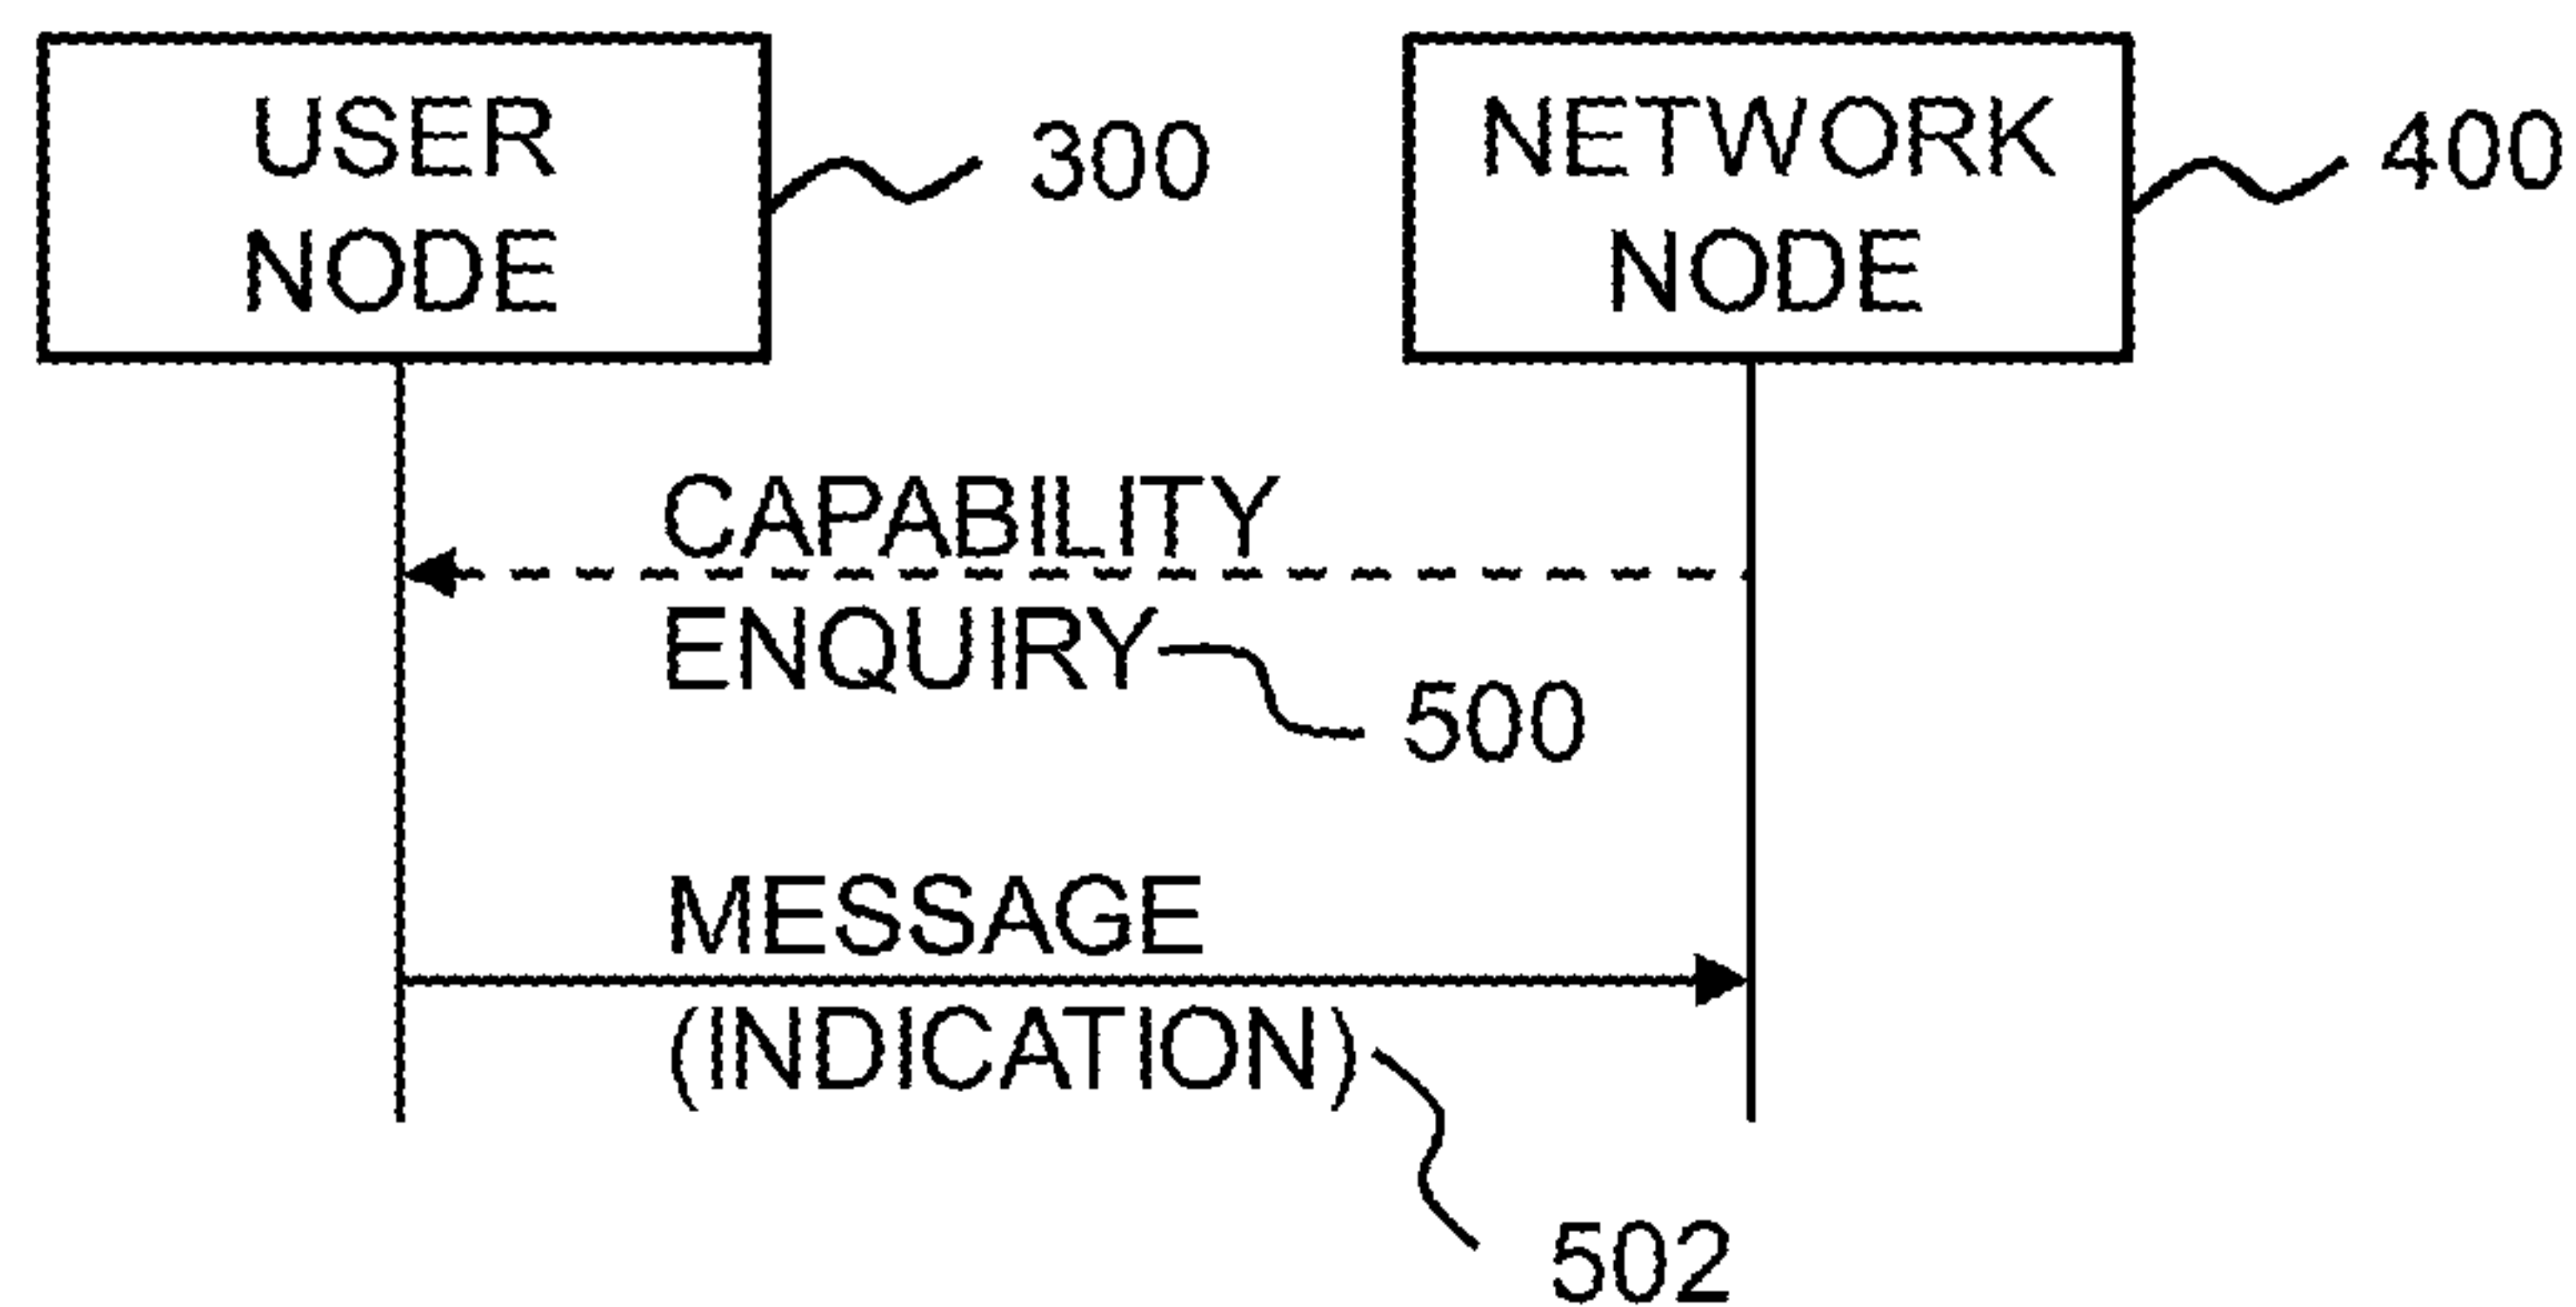 USER
NODE
300
NETWORK
NODE
400
CAPABILITY
ENQUIRY
500
MESSAGE
(INDICATION)
502